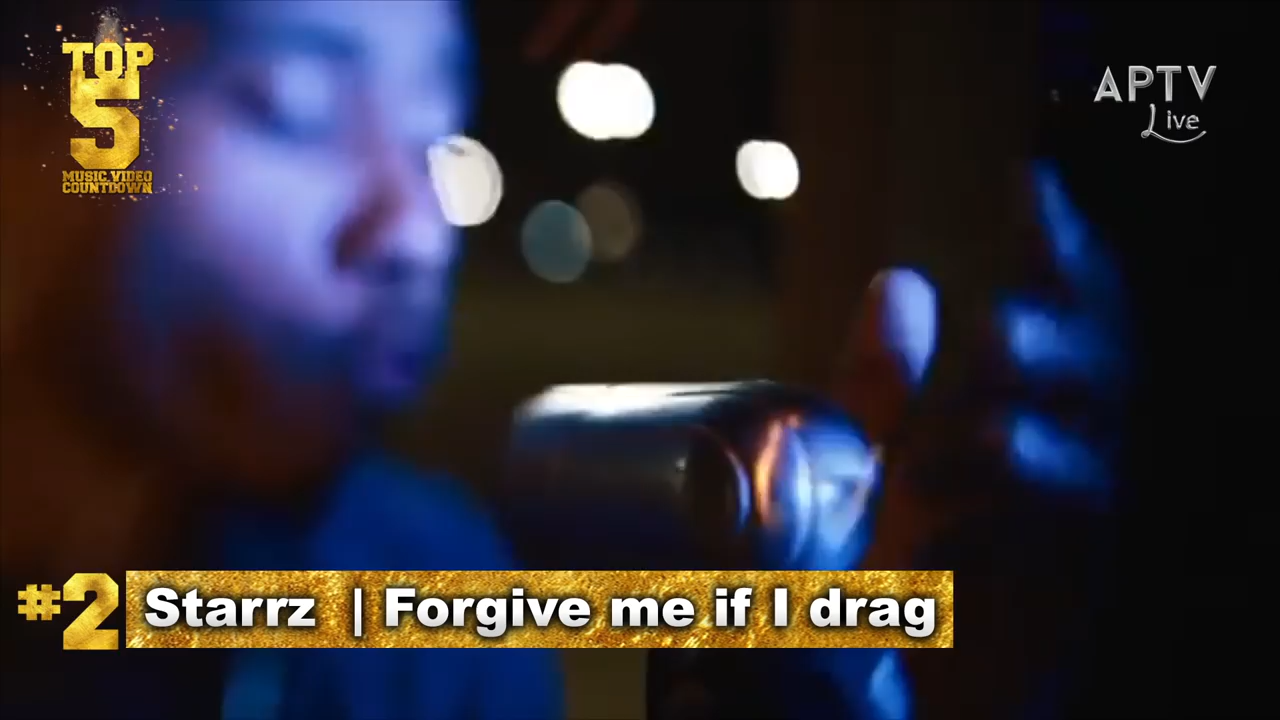 TOP
5
MUSIC VIDEO
COUNTDOWN
APTV
Live
#2 Starrz | Forgive me if I drag